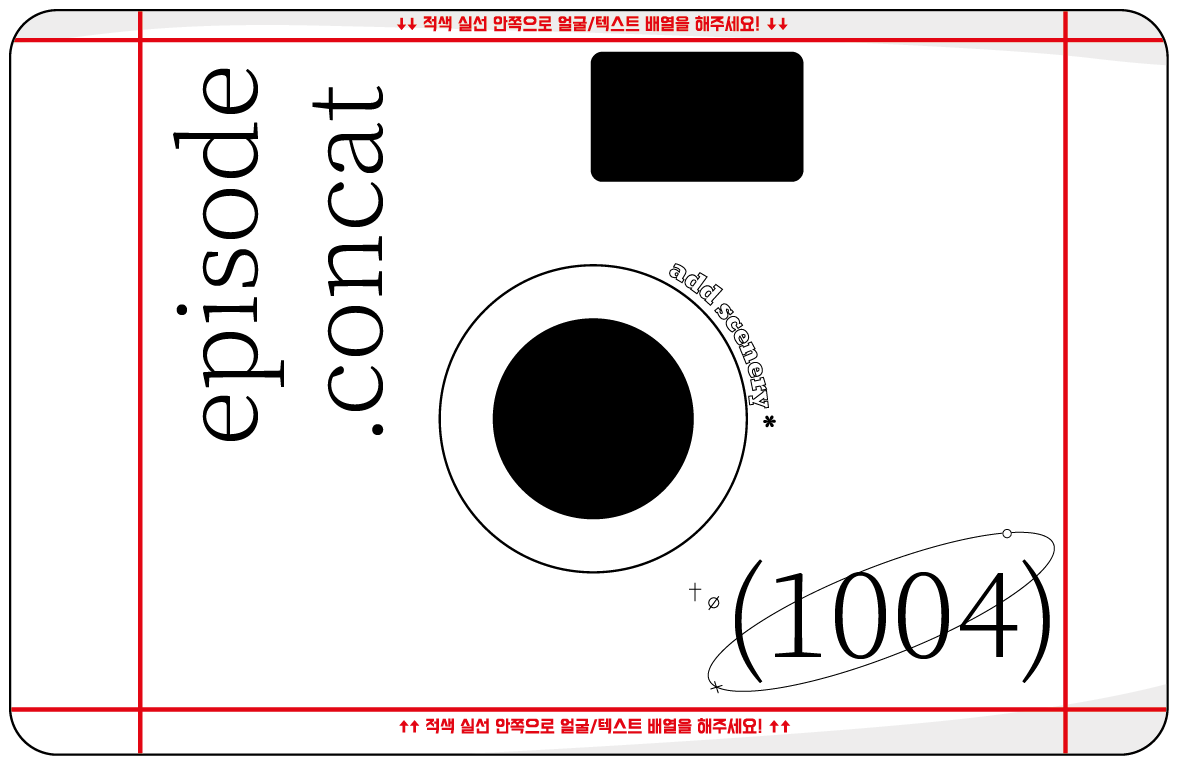 ↓↓ 적색 실선 안쪽으로 얼굴/텍스트 배열을 해주세요! ↓↓
episode
.concat
add scenery *
(1004)
↑↑ 적색 실선 안쪽으로 얼굴/텍스트 배열을 해주세요! ↑↑